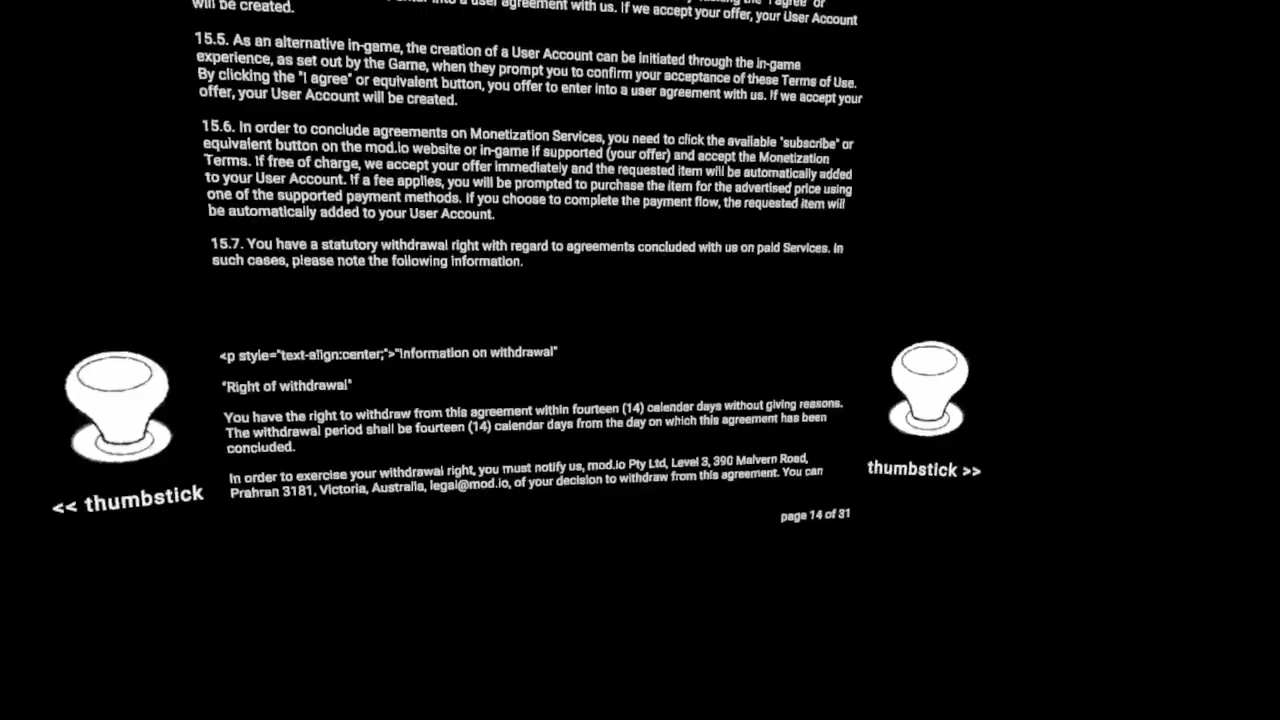 will be created.
enter into a user agreement with us. If we accept your offer, your User Account
15.5. As an alternative in-game, the creation of a User Account can be initiated through the in-game
experience, as set out by the Game, when they prompt you to confirm your acceptance of these Terms of Use.
By clicking the "I agree" or equivalent button, you offer to enter into a user agreement with us. If we accept your
offer, your User Account will be created.
15.6. In order to conclude agreements on Monetization Services, you need to click the available "subscribe" or
equivalent button on the mod.io website or in-game if supported (your offer) and accept the Monetization
Terms. If free of charge, we accept your offer immediately and the requested item will be automatically added
to your User Account. If a fee applies, you will be prompted to purchase the item for the advertised price using
one of the supported payment methods. If you choose to complete the payment flow, the requested item will
be automatically added to your User Account.
15.7. You have a statutory withdrawal right with regard to agreements concluded with us on paid Services. In
such cases, please note the following information.
<p style="text-align:center;">"Information on withdrawal"
"Right of withdrawal"
You have the right to withdraw from this agreement within fourteen (14) calendar days without giving reasons.
The withdrawal period shall be fourteen (14) calendar days from the day on which this agreement has been
concluded.
In order to exercise your withdrawal right, you must notify us, mod.io Pty Ltd, Level 3, 390 Malvern Road,
Prahran 3181, Victoria, Australia, legal@mod.io, of your decision to withdraw from this agreement. You can
page 14 of 31
<< thumbstick
thumbstick >>